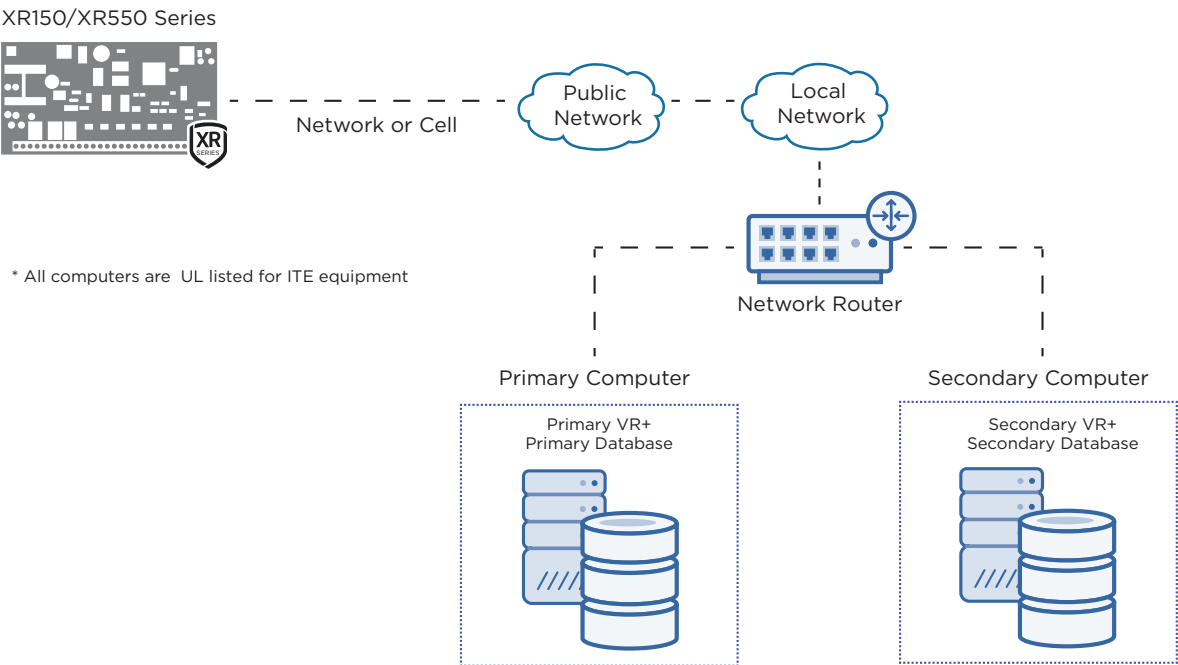 XR150/XR550 Series
XR
SERIES
Network or Cell
Public
Network
Local
Network
* All computers are  UL listed for ITE equipment
Network Router
Primary Computer
Primary VR+
Primary Database
Secondary Computer
Secondary VR+
Secondary Database